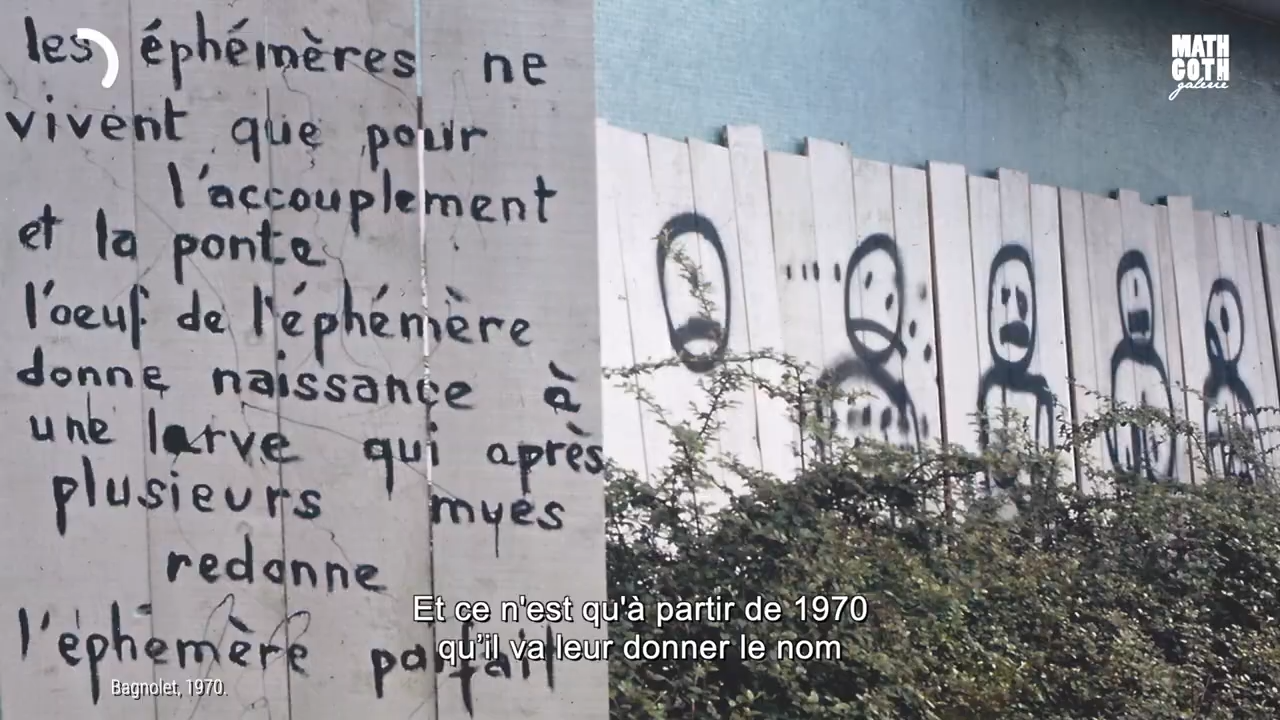 les éphémères ne
vivent que pour
l'accouplement
et la ponte
l'oeuf de l'éphémère
donne naissance à
une larve qui après
plusieurs myes
redonne
l'éphemère parfait
MATH
GOTH
galerie
Et ce n'est qu'à partir de 1970
qu'il va leur donner le nom
Bagnolet, 1970.